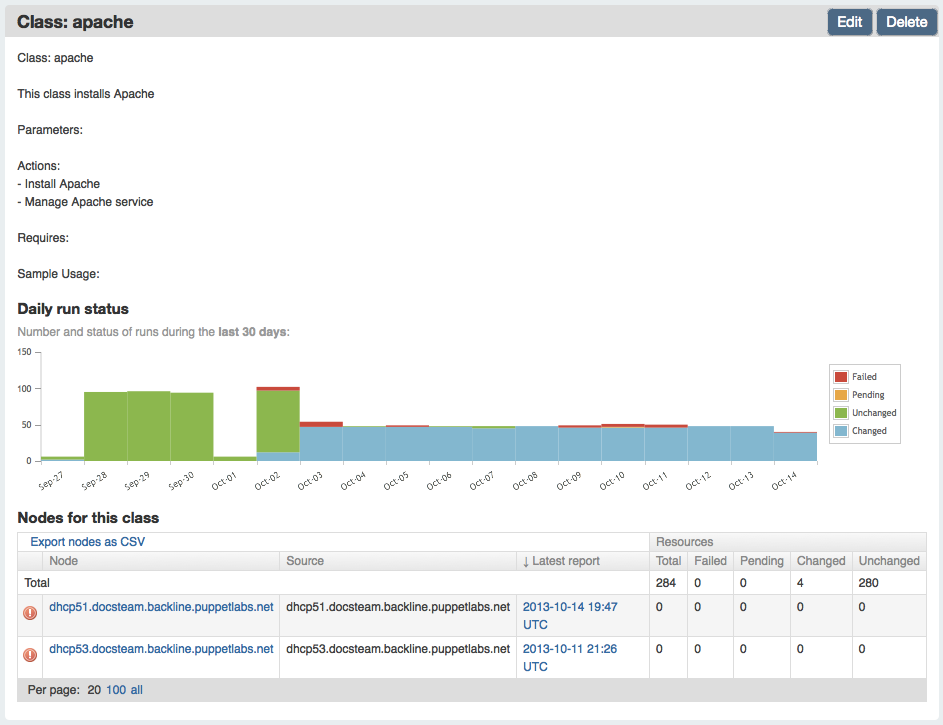 Class: apache
Edit
Delete
Class: apache
This class installs Apache
Parameters:
Actions:
- Install Apache
- Manage Apache service
Requires:
Sample Usage:
Daily run status
Number and status of runs during the last 30 days:
150
100
50
0
Sep-27
Sep-28
Sep-29
Sep-30
Oct-01
Oct-02
Oct-03
Oct-04
Oct-05
Oct-06
Oct-07
Oct-08
Oct-09
Oct-10
Oct-11
Oct-12
Oct-13
Oct-14
Failed
Pending
Unchanged
Changed
Nodes for this class
Export nodes as CSV Resources
Node Source ↓ Latest report Total Failed Pending Changed Unchanged
Total 284 0 0 4 280
dhcp51.docsteam.backline.puppetlabs.net dhcp51.docsteam.backline.puppetlabs.net 2013-10-14 19:47 0 0 0 0 0
UTC
dhcp53.docsteam.backline.puppetlabs.net dhcp53.docsteam.backline.puppetlabs.net 2013-10-11 21:26 0 0 0 0 0
UTC
Per page: 20 100 all